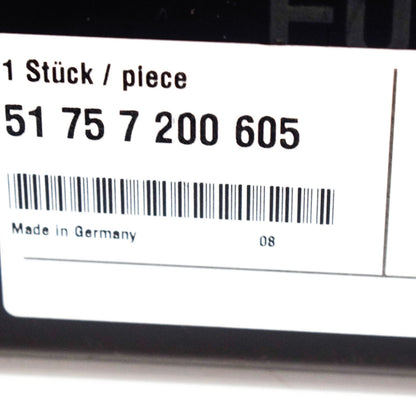 1 Stück / piece
51 75 7 200 605
Made in Germany 08